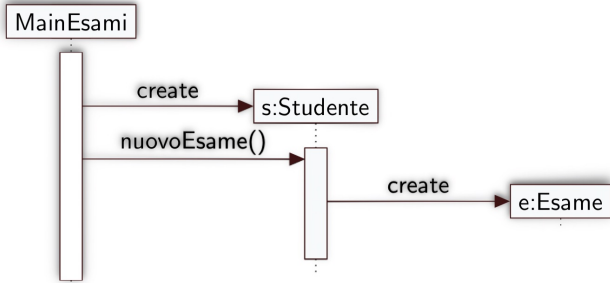 MainEsami
create
s:Studente
nuovoEsame()
create
e:Esame